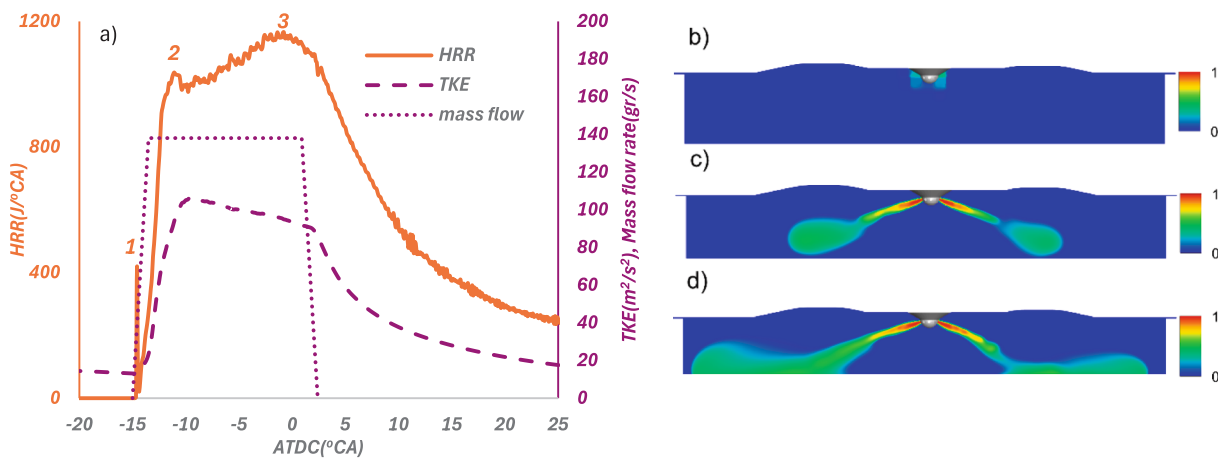 a)
1200
800
400
0
HRR(J/°CA)
1
2
3
HRR
TKE
mass flow
200
180
160
140
120
100
80
60
40
20
0
TKE(m²/s²), Mass flow rate(gr/s)
-20 -15 -10 -5 0 5 10 15 20 25
ATDC(°CA)
b)
1
0
c)
1
0
d)
1
0